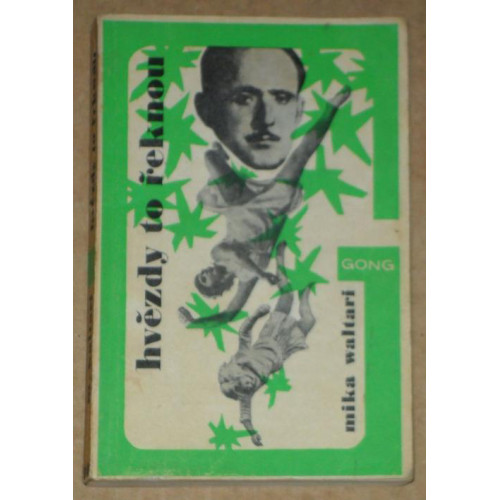 hvězdy to řeknou
GONG
mika waltari